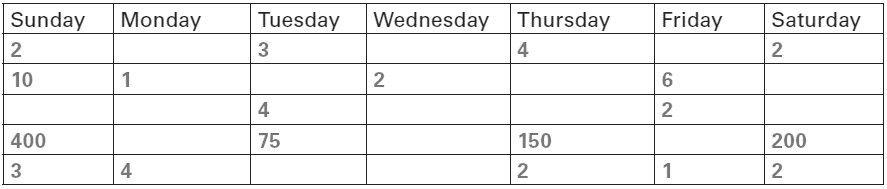 Sunday Monday Tuesday Wednesday Thursday Friday Saturday
2 3 4 2
10 1 2 6
4 2
400 75 150 200
3 4 2 1 2